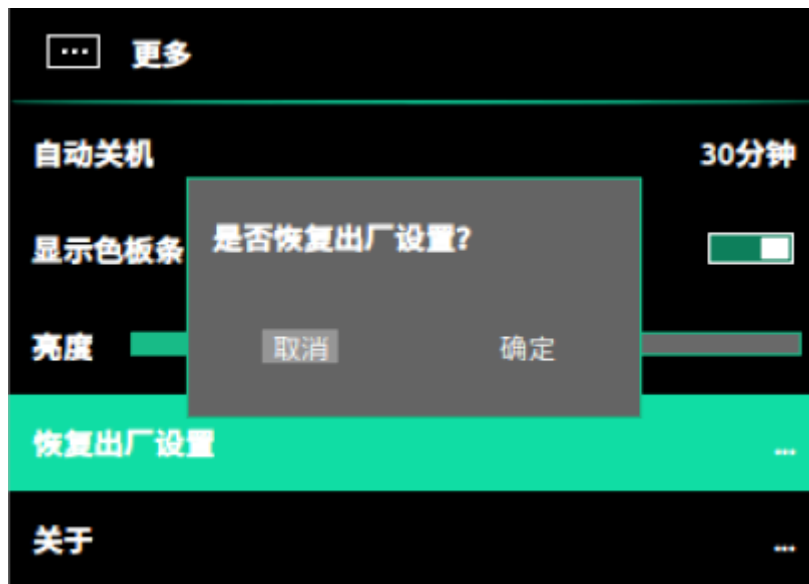 ... 更多
自动关机 30分钟
显示色板条
是否恢复出厂设置?
亮度
取消 确定
恢复出厂设置 ...
关于 ...